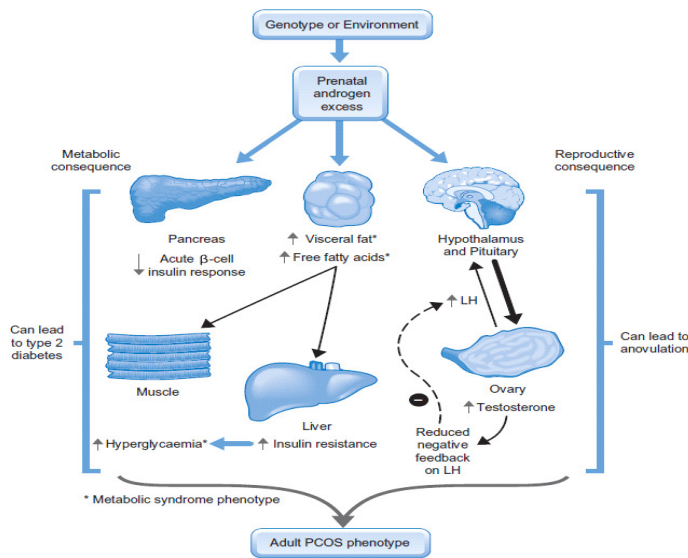 Genotype or Environment
Prenatal
androgen
excess
Metabolic
consequence
Reproductive
consequence
Pancreas
↓ Acute β-cell
insulin response
↑ Visceral fat*
↑ Free fatty acids*
Hypothalamus
and Pituitary
↑ LH
Can lead
to type 2
diabetes
Can lead to
anovulation
Muscle
Liver
Ovary
↑ Testosterone
↑ Hyperglycaemia*
↑ Insulin resistance
Reduced
negative
feedback
on LH
* Metabolic syndrome phenotype
Adult PCOS phenotype